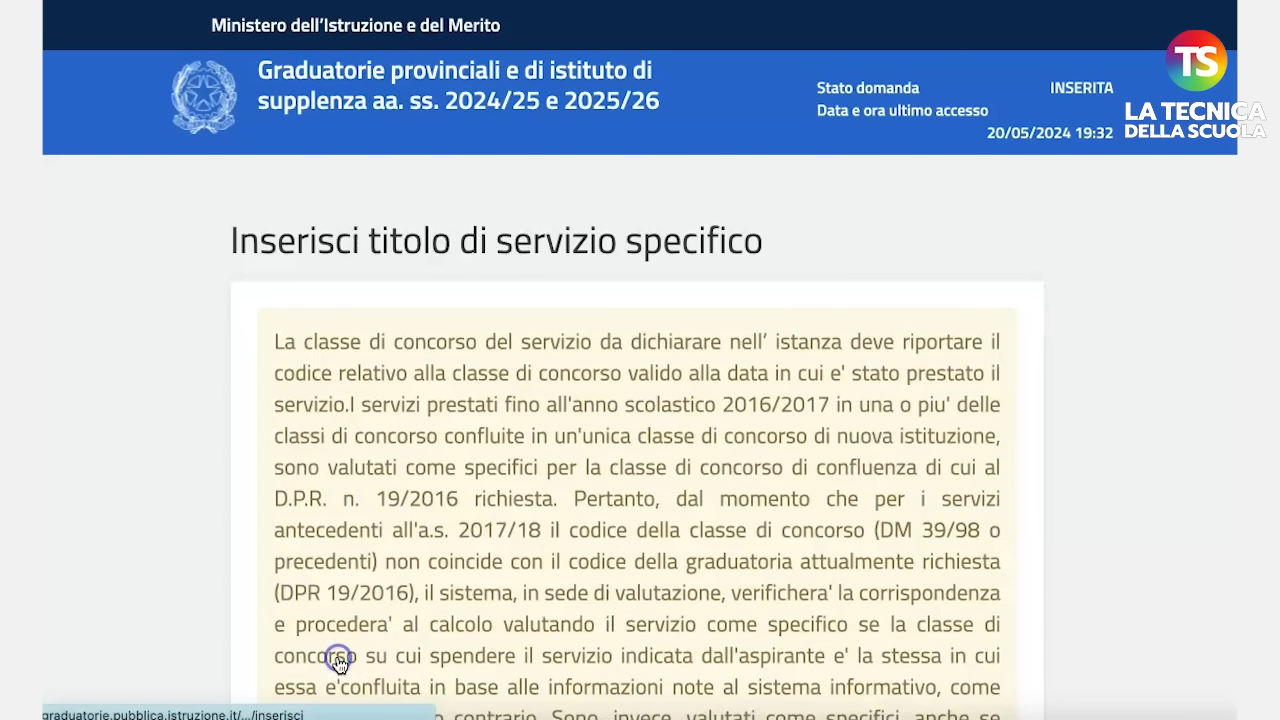 Ministero dell'Istruzione e del Merito
Graduatorie provinciali e di istituto di
supplenza aa. ss. 2024/25 e 2025/26
Stato domanda INSERITA
Data e ora ultimo accesso
20/05/2024 19:32
TS
LA TECNICA
DELLA SCUOLA
Inserisci titolo di servizio specifico
La classe di concorso del servizio da dichiarare nell' istanza deve riportare il
codice relativo alla classe di concorso valido alla data in cui e' stato prestato il
servizio.I servizi prestati fino all'anno scolastico 2016/2017 in una o piu' delle
classi di concorso confluite in un'unica classe di concorso di nuova istituzione,
sono valutati come specifici per la classe di concorso di confluenza di cui al
D.P.R. n. 19/2016 richiesta. Pertanto, dal momento che per i servizi
antecedenti all'a.s. 2017/18 il codice della classe di concorso (DM 39/98 o
precedenti) non coincide con il codice della graduatoria attualmente richiesta
(DPR 19/2016), il sistema, in sede di valutazione, verifichera' la corrispondenza
e procedera' al calcolo valutando il servizio come specifico se la classe di
concorso su cui spendere il servizio indicata dall'aspirante e' la stessa in cui
essa e'confluita in base alle informazioni note al sistema informativo, come
contrario. Sono, invece, valutati come specifici, anche se
graduatorie.pubblica.istruzione.it/.../inserisci